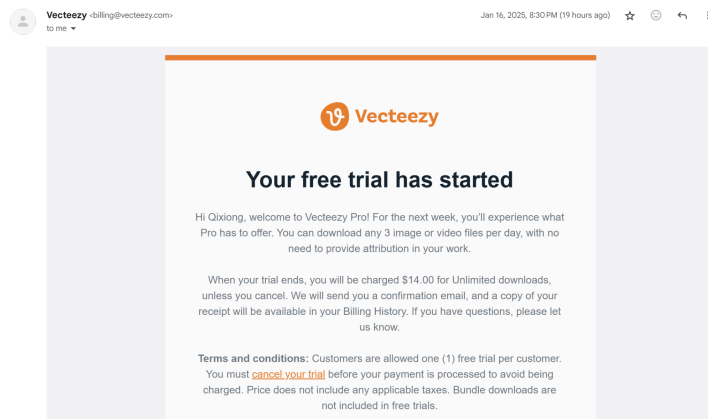 Vecteezy <billing@vecteezy.com>
Jan 16, 2025, 8:30 PM (19 hours ago)
to me
Vecteezy
Your free trial has started
Hi Qixiong, welcome to Vecteezy Pro! For the next week, you'll experience what
Pro has to offer. You can download any 3 image or video files per day, with no
need to provide attribution in your work.
When your trial ends, you will be charged $14.00 for Unlimited downloads,
unless you cancel. We will send you a confirmation email, and a copy of your
receipt will be available in your Billing History. If you have questions, please let
us know.
Terms and conditions: Customers are allowed one (1) free trial per customer.
You must cancel your trial before your payment is processed to avoid being
charged. Price does not include any applicable taxes. Bundle downloads are
not included in free trials.